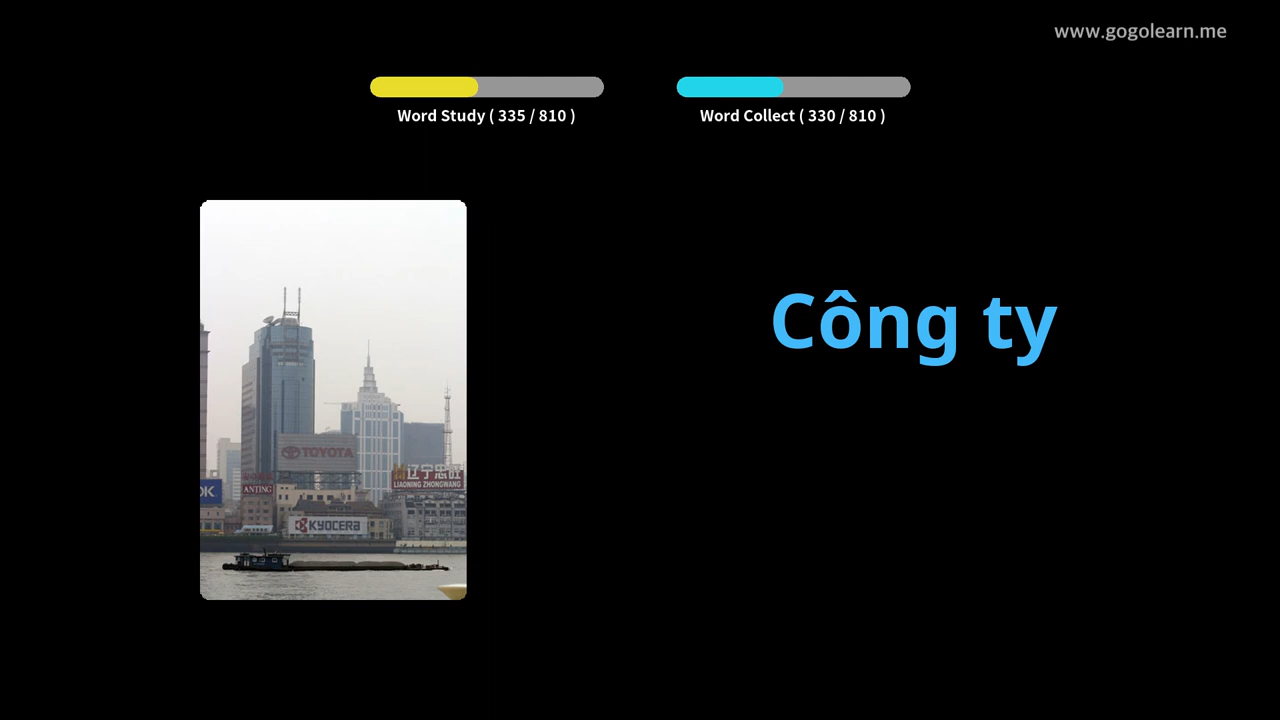 www.gogolearn.me
Word Study ( 335 / 810 )
Word Collect ( 330 / 810 )
Công ty
TOYOTA
辽宁忠旺
LIAONING ZHONGWANG
OK
ANTING
KYOCERA